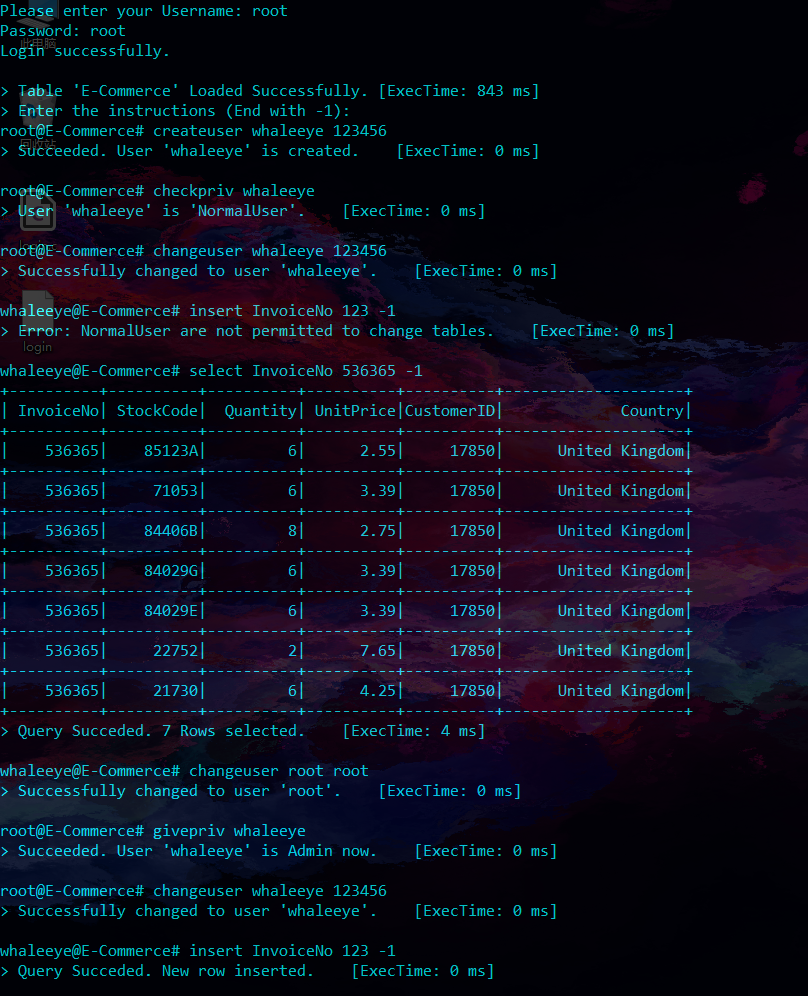 Please enter your Username: root
Password: root
此电脑
Login successfully.
> Table 'E-Commerce' Loaded Successfully. [ExecTime: 843 ms]
> Enter the instructions (End with -1):
root@E-Commerce# createuser whaleeye 123456
回收站
> Succeeded. User 'whaleeye' is created.    [ExecTime: 0 ms]
root@E-Commerce# checkpriv whaleeye
> User 'whaleeye' is 'NormalUser'.    [ExecTime: 0 ms]
root@E-Commerce# changeuser whaleeye 123456
> Successfully changed to user 'whaleeye'.    [ExecTime: 0 ms]
whaleeye@E-Commerce# insert InvoiceNo 123 -1
> Error: NormalUser are not permitted to change tables.    [ExecTime: 0 ms]
login
whaleeye@E-Commerce# select InvoiceNo 536365 -1
+----------+----------+----------+----------+----------+--------------------+
| InvoiceNo| StockCode|  Quantity| UnitPrice|CustomerID|             Country|
+----------+----------+----------+----------+----------+--------------------+
|    536365|    85123A|         6|      2.55|     17850|      United Kingdom|
+----------+----------+----------+----------+----------+--------------------+
|    536365|     71053|         6|      3.39|     17850|      United Kingdom|
+----------+----------+----------+----------+----------+--------------------+
|    536365|    84406B|         8|      2.75|     17850|      United Kingdom|
+----------+----------+----------+----------+----------+--------------------+
|    536365|    84029G|         6|      3.39|     17850|      United Kingdom|
+----------+----------+----------+----------+----------+--------------------+
|    536365|    84029E|         6|      3.39|     17850|      United Kingdom|
+----------+----------+----------+----------+----------+--------------------+
|    536365|     22752|         2|      7.65|     17850|      United Kingdom|
+----------+----------+----------+----------+----------+--------------------+
|    536365|     21730|         6|      4.25|     17850|      United Kingdom|
+----------+----------+----------+----------+----------+--------------------+
> Query Succeded. 7 Rows selected.    [ExecTime: 4 ms]
whaleeye@E-Commerce# changeuser root root
> Successfully changed to user 'root'.    [ExecTime: 0 ms]
root@E-Commerce# givepriv whaleeye
> Succeeded. User 'whaleeye' is Admin now.    [ExecTime: 0 ms]
root@E-Commerce# changeuser whaleeye 123456
> Successfully changed to user 'whaleeye'.    [ExecTime: 0 ms]
whaleeye@E-Commerce# insert InvoiceNo 123 -1
> Query Succeded. New row inserted.    [ExecTime: 0 ms]